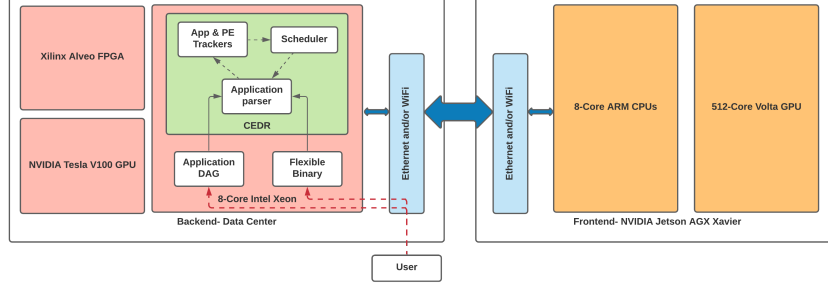 Xilinx Alveo FPGA
NVIDIA Tesla V100 GPU
App & PE
Trackers
Scheduler
Application
parser
CEDR
Application
DAG
Flexible
Binary
8-Core Intel Xeon
Backend- Data Center
Ethernet and/or WiFi
Ethernet and/or WiFi
8-Core ARM CPUs
512-Core Volta GPU
Frontend- NVIDIA Jetson AGX Xavier
User